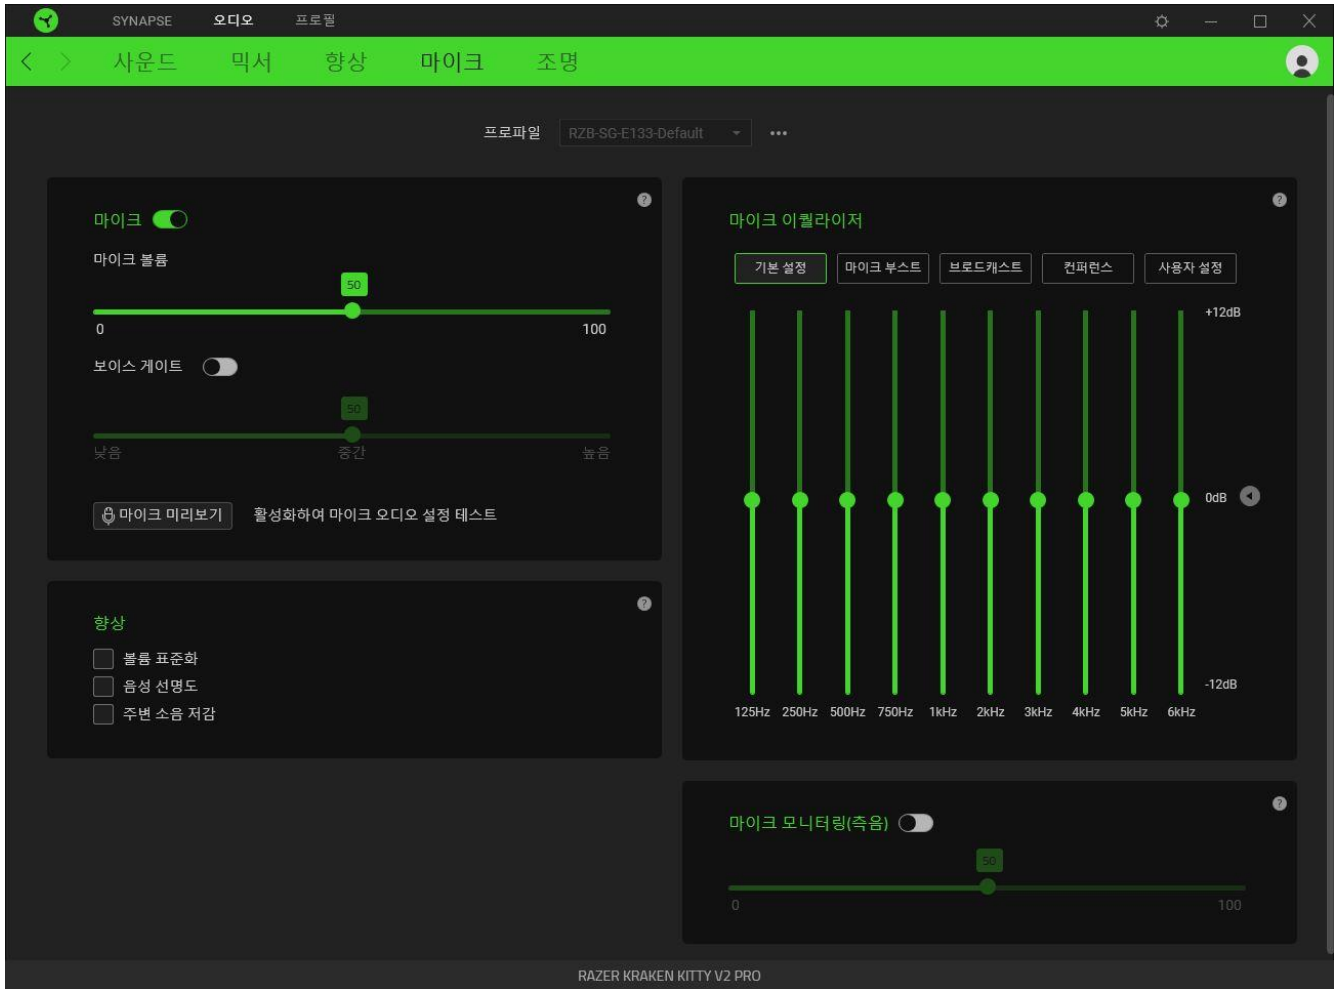 SYNAPSE 오디오 프로필
사운드 믹서 향상 마이크 조명
프로파일 RZB-SG-E133-Default
마이크
마이크 볼륨
50
0 100
보이스 게이트
50
낮음 중간 높음
마이크 미리보기 활성화하여 마이크 오디오 설정 테스트
향상
볼륨 표준화
음성 선명도
주변 소음 저감
마이크 이퀄라이저
기본 설정 마이크 부스트 브로드캐스트 컨퍼런스 사용자 설정
+12dB
0dB
-12dB
125Hz 250Hz 500Hz 750Hz 1kHz 2kHz 3kHz 4kHz 5kHz 6kHz
마이크 모니터링(측음)
50
0 100
RAZER KRAKEN KITTY V2 PRO